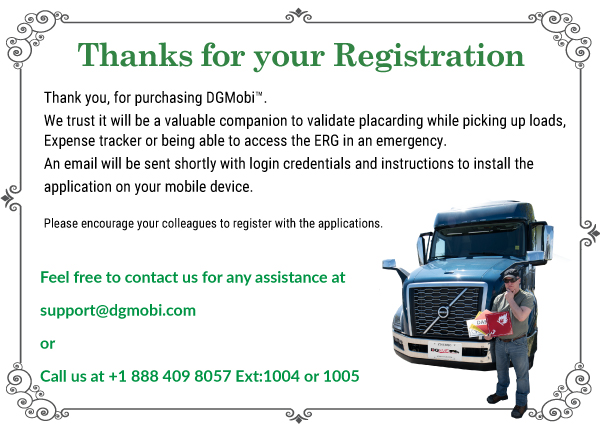 Thanks for your Registration
Thank you, for purchasing DGMobi™.
We trust it will be a valuable companion to validate placarding while picking up loads,
Expense tracker or being able to access the ERG in an emergency.
An email will be sent shortly with login credentials and instructions to install the
application on your mobile device.
Please encourage your colleagues to register with the applications.
Feel free to contact us for any assistance at
support@dgmobi.com
or
Call us at +1 888 409 8057 Ext:1004 or 1005